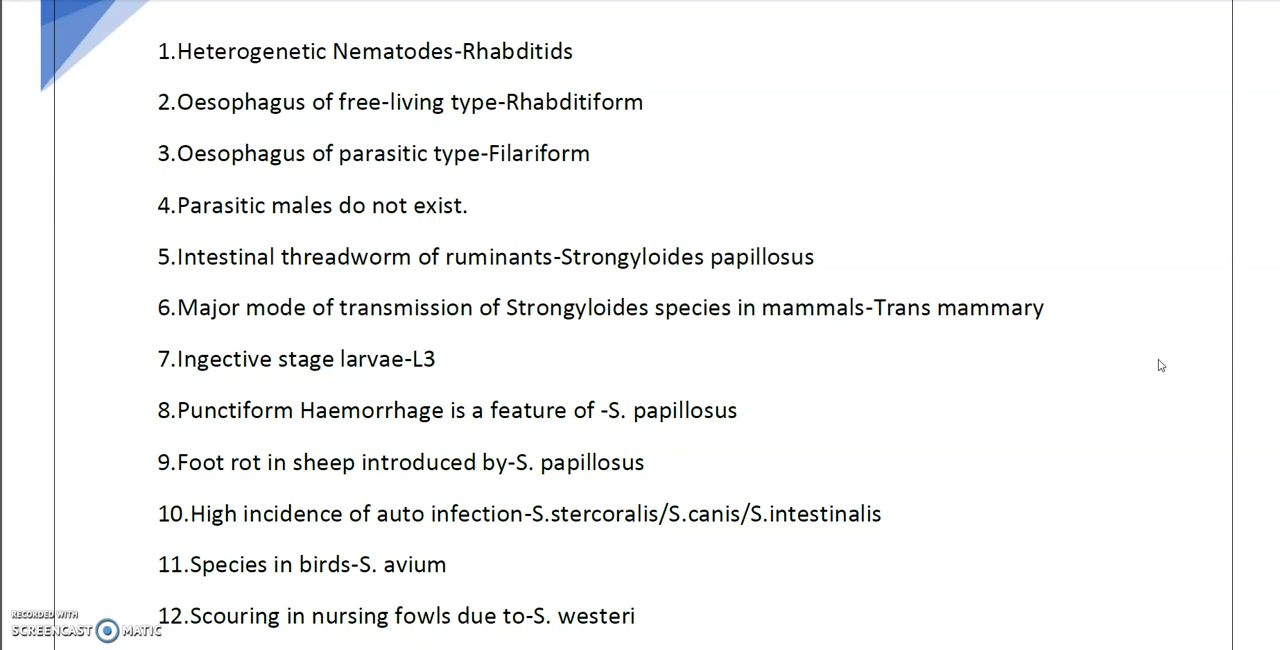 1.Heterogenetic Nematodes-Rhabditids
2.Oesophagus of free-living type-Rhabditiform
3.Oesophagus of parasitic type-Filariform
4.Parasitic males do not exist.
5.Intestinal threadworm of ruminants-Strongyloides papillosus
6.Major mode of transmission of Strongyloides species in mammals-Trans mammary
7.Ingective stage larvae-L3
8.Punctiform Haemorrhage is a feature of -S. papillosus
9.Foot rot in sheep introduced by-S. papillosus
10.High incidence of auto infection-S.stercoralis/S.canis/S.intestinalis
11.Species in birds-S. avium
12.Scouring in nursing fowls due to-S. westeri
RECORDED WITH
SCREENCAST MATIC